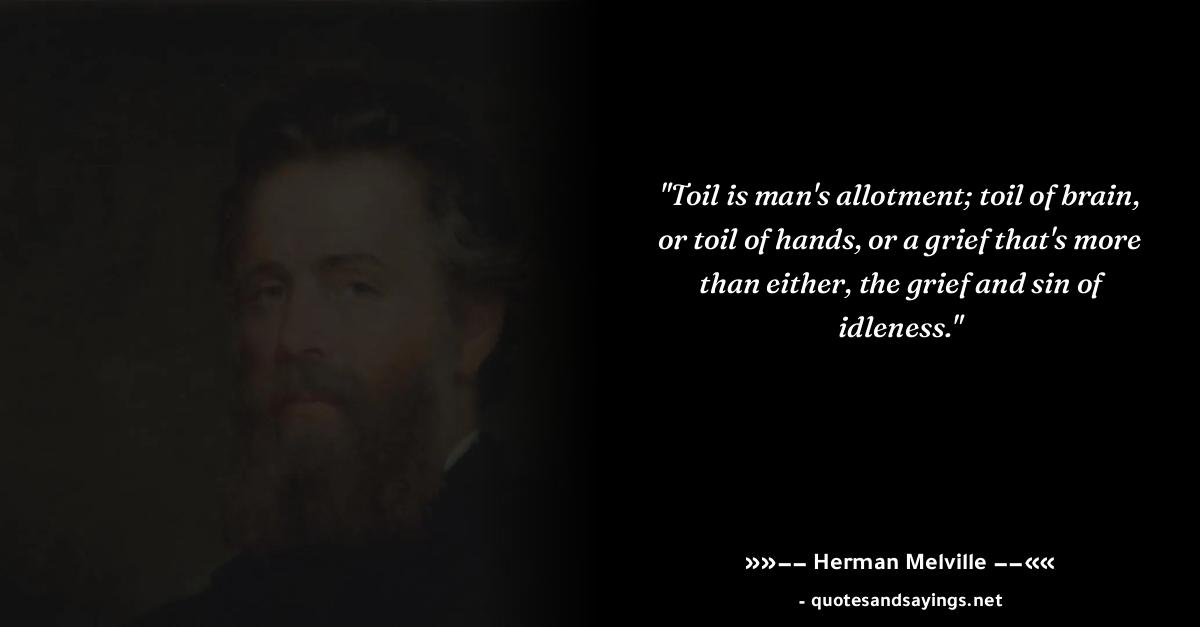 "Toil is man's allotment; toil of brain,
or toil of hands, or a grief that's more
than either, the grief and sin of
idleness."
»»–– Herman Melville ––««
- quotesandsayings.net